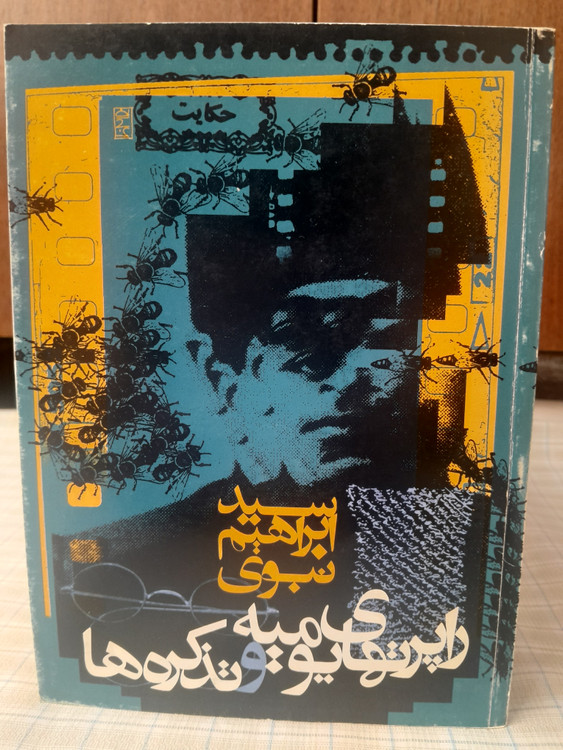 حکایت
سید
ابراهیم
نبوی
راپرتهای یومیه
و تذکره‌ها